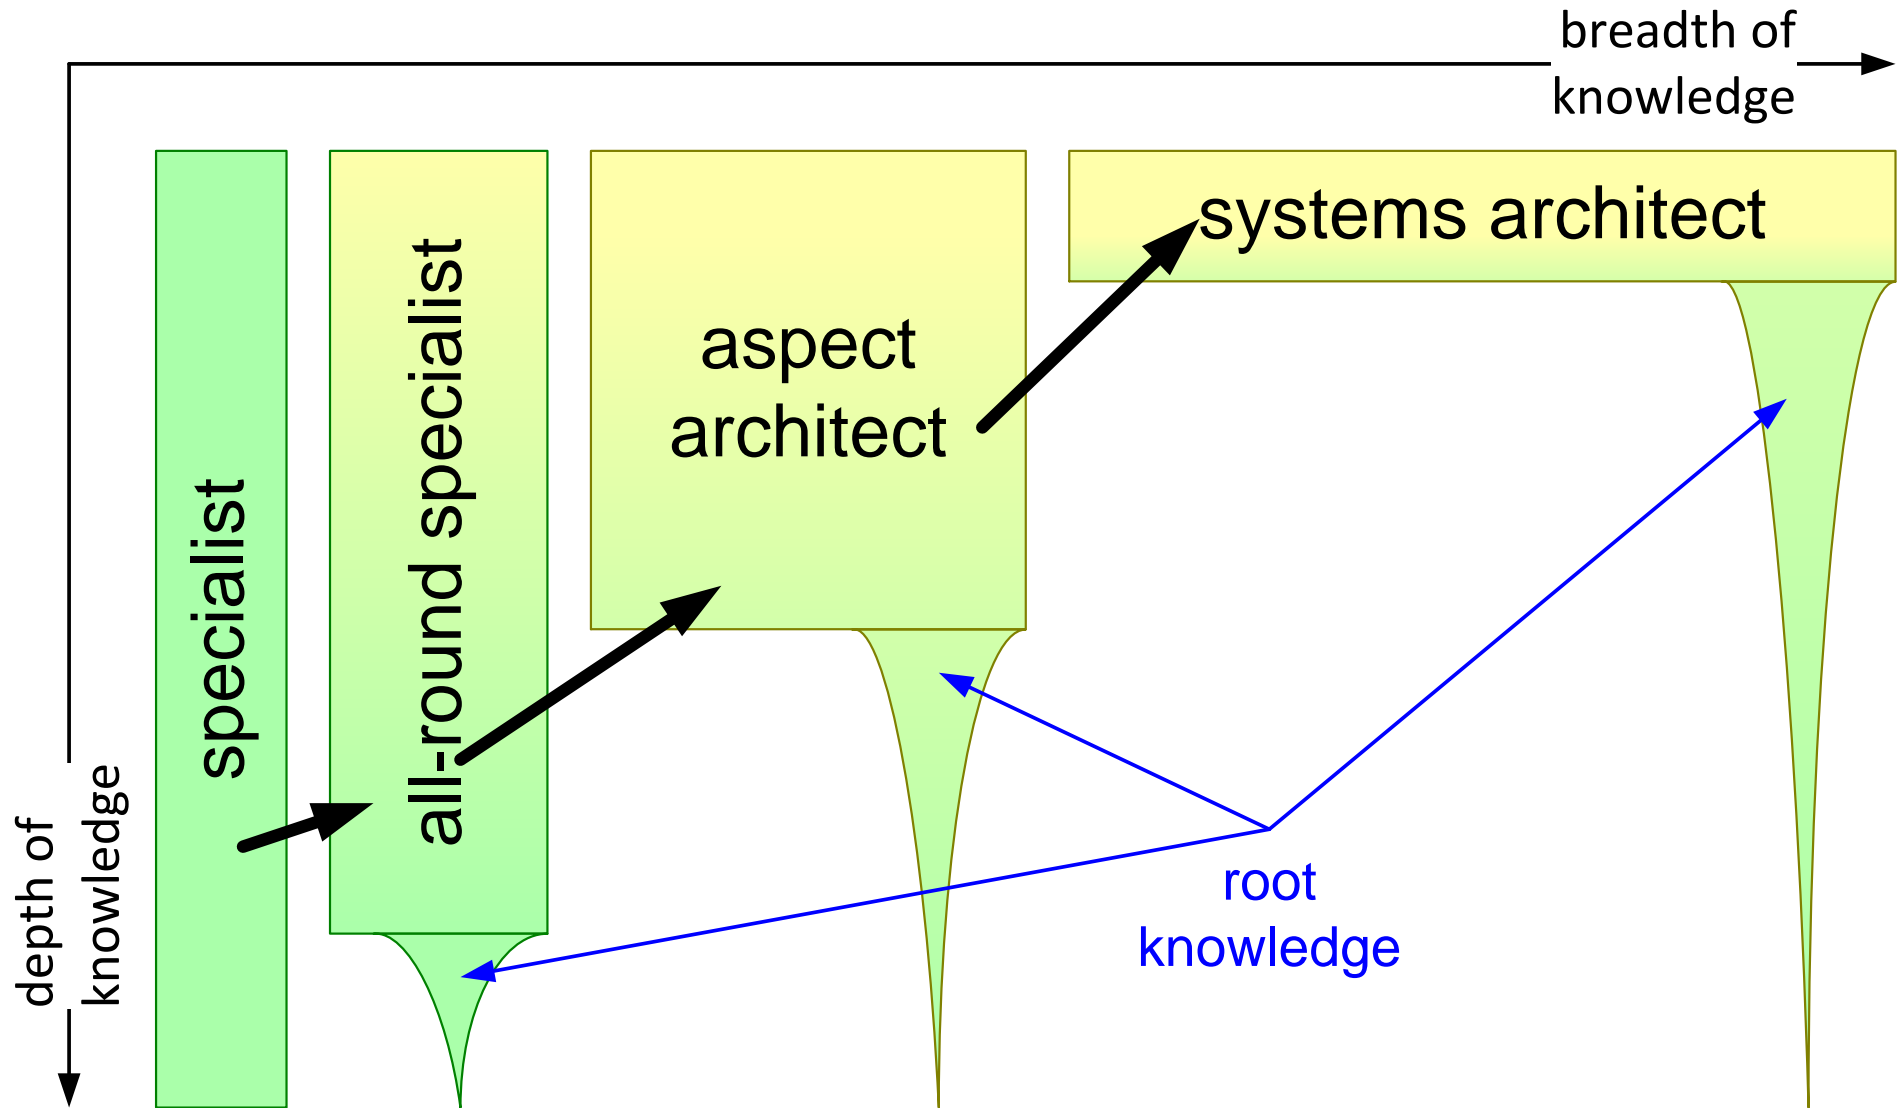 breadth of
knowledge
systems architect
aspect
architect
all-round specialist
specialist
depth of
knowledge
root
knowledge